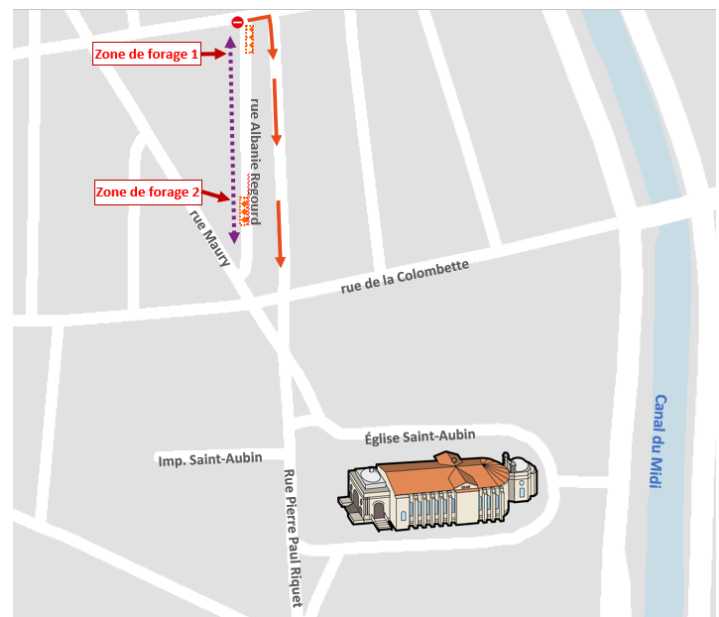 Zone de forage 1
rue Albanie Regourd
Zone de forage 2
rue Maury
rue de la Colombette
Canal du Midi
Église Saint-Aubin
Imp. Saint-Aubin
Rue Pierre Paul Riquet